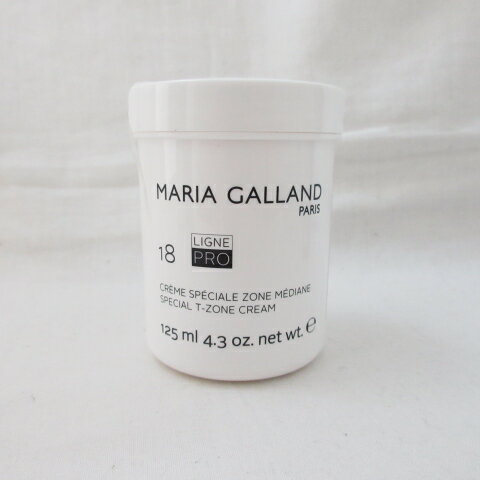 MARIA GALLAND
PARIS
18 LIGNE
PRO
CRÈME SPÉCIALE ZONE MÉDIANE
SPECIAL T-ZONE CREAM
125 ml 4.3 oz. net wt. ℮